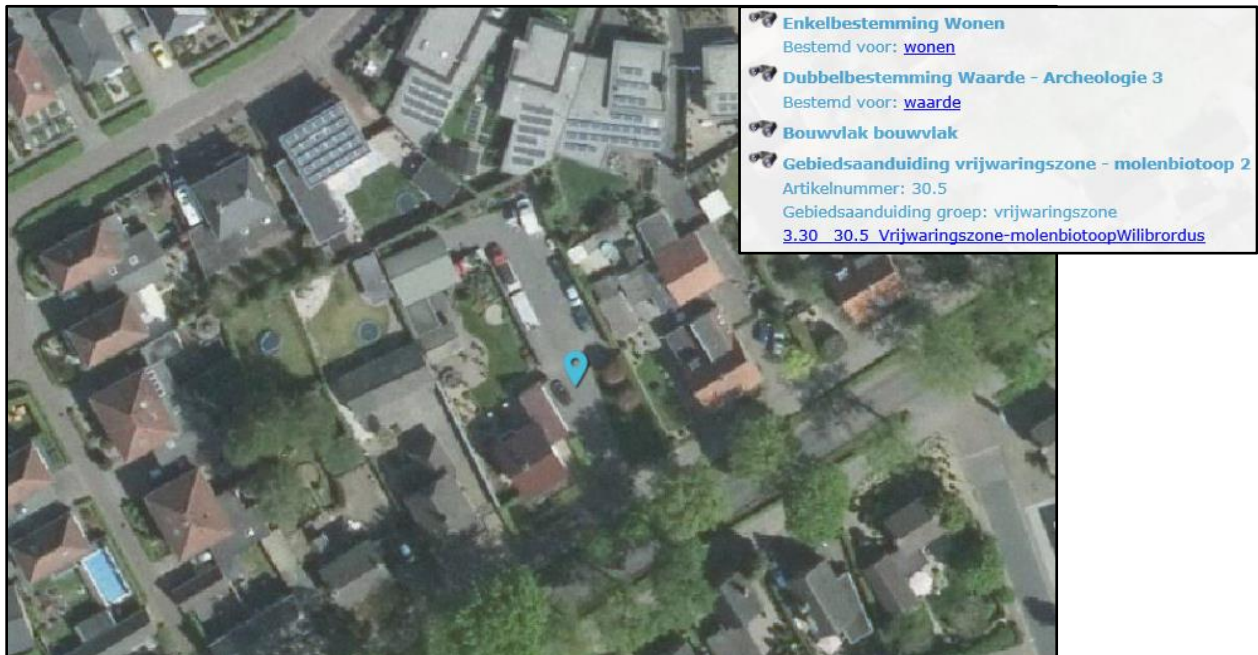 Enkelbestemming Wonen
Bestemd voor: wonen
Dubbelbestemming Waarde - Archeologie 3
Bestemd voor: waarde
Bouwvlak bouwvlak
Gebiedsaanduiding vrijwaringszone - molenbiotoop 2
Artikelnummer: 30.5
Gebiedsaanduiding groep: vrijwaringszone
3.30 30.5 Vrijwaringszone-molenbiotoopWilibrordus